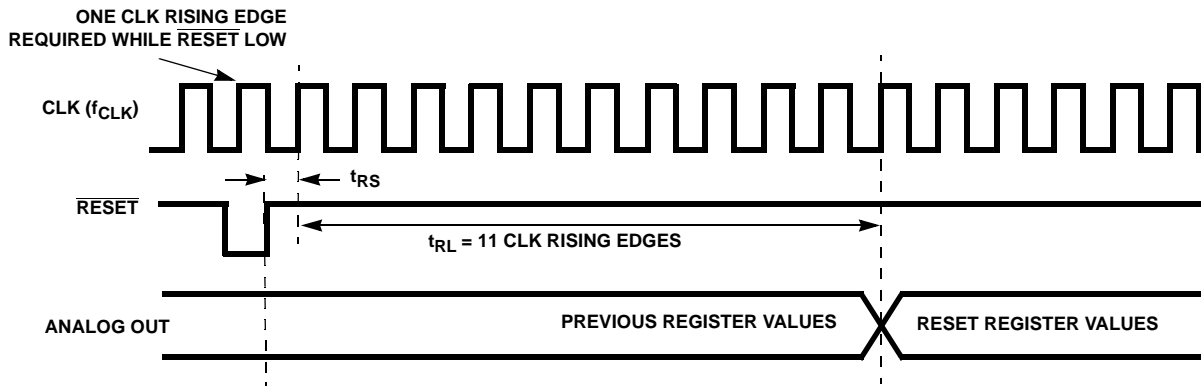 ONE CLK RISING EDGE
REQUIRED WHILE RESET LOW
CLK (fCLK)
tRS
RESET
tRL = 11 CLK RISING EDGES
ANALOG OUT
PREVIOUS REGISTER VALUES
RESET REGISTER VALUES